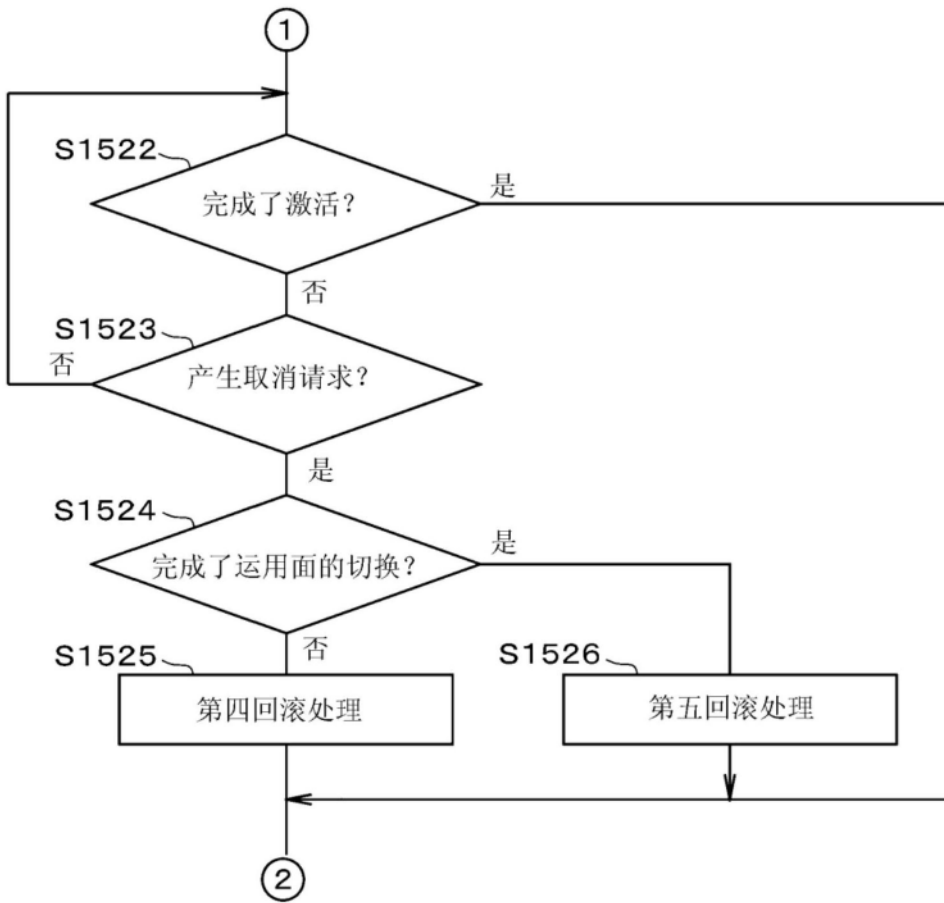 1
S1522
完成了激活？
是
否
S1523
否
产生取消请求？
是
S1524
完成了运用面的切换？
是
否
S1525
第四回滚处理
S1526
第五回滚处理
2